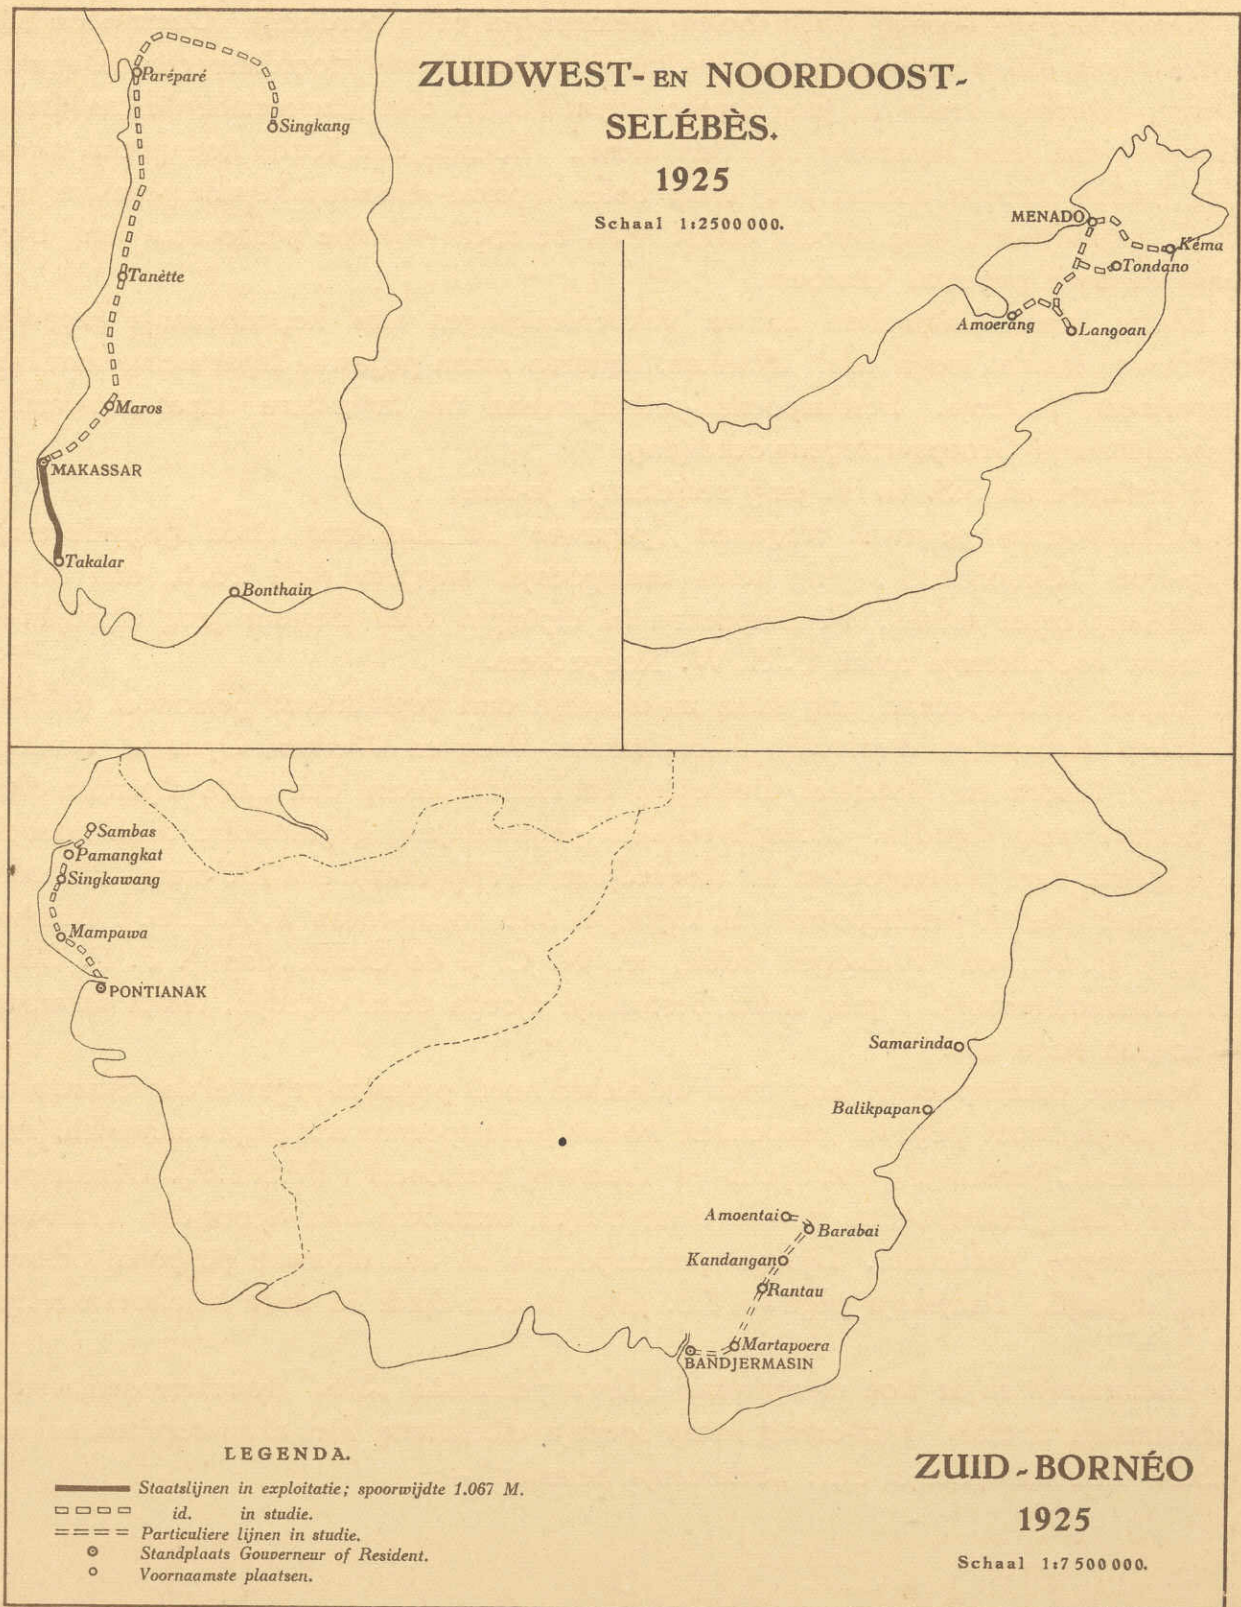 ZUIDWEST- EN NOORDOOST-
SELÉBÈS.
1925
Schaal 1:2500000.
Paréparé
Singkang
Tanètte
Maros
MAKASSAR
Takalar
Bonthain
MENADO
Kéma
Tondano
Amoerang
Langoan
Sambas
Pamangkat
Singkawang
Mampawa
PONTIANAK
Samarinda
Balikpapan
Amoentai
Barabai
Kandangan
Rantau
Martapoera
BANDJERMASIN
LEGENDA.
Staatslijnen in exploitatie; spoorwijdte 1.067 M.
id. in studie.
Particuliere lijnen in studie.
Standplaats Gouverneur of Resident.
Voornaamste plaatsen.
ZUID-BORNÉO
1925
Schaal 1:7500000.